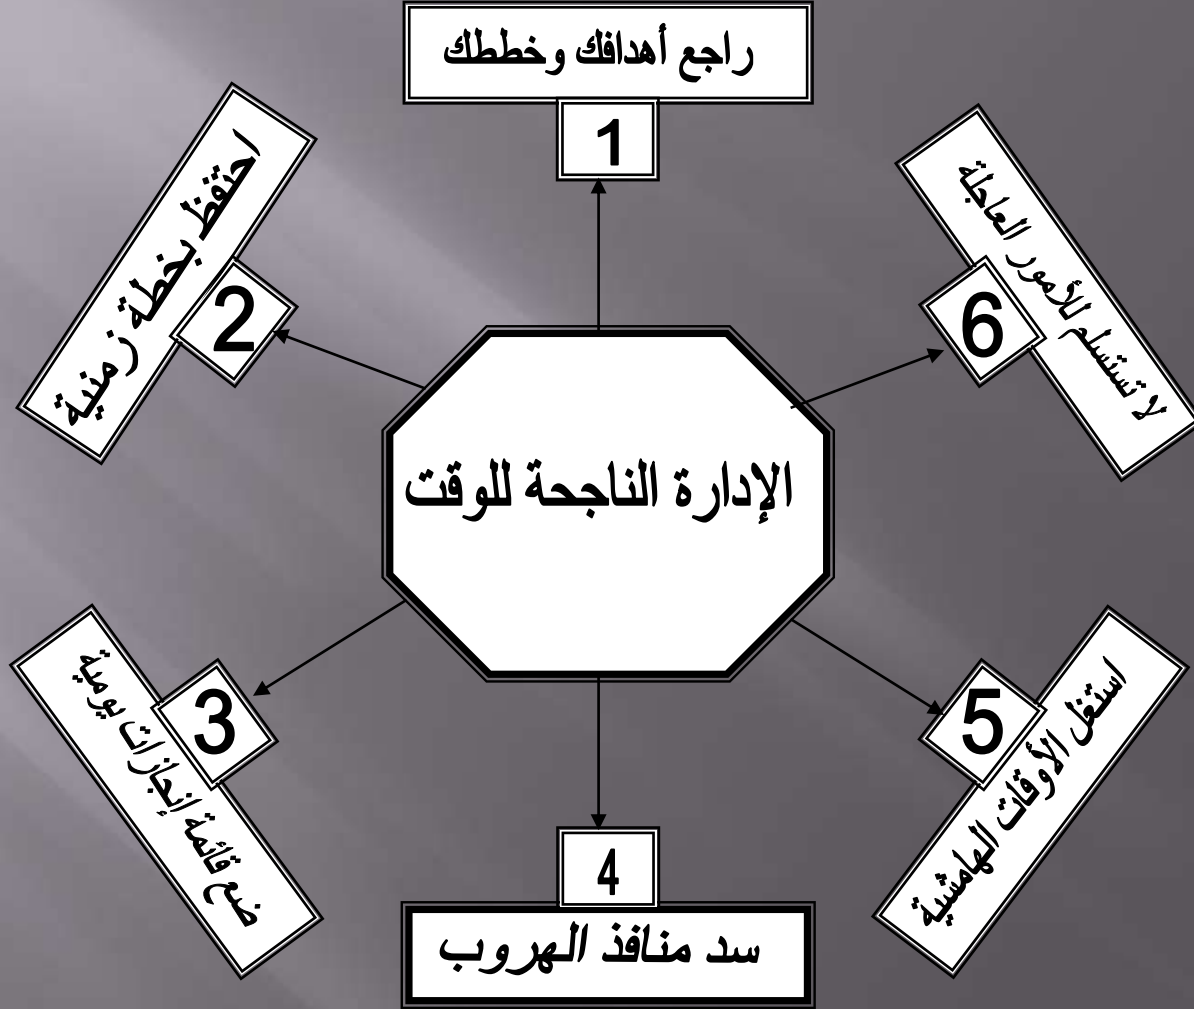 راجع أهدافك وخططك
1
احتفظ بخطة زمنية
2
ضع قائمة إنجازات يومية
3
4
سد منافذ الهروب
استغل الأوقات الهامشية
5
لا تستسلم للأمور العاجلة
6
الإدارة الناجحة للوقت